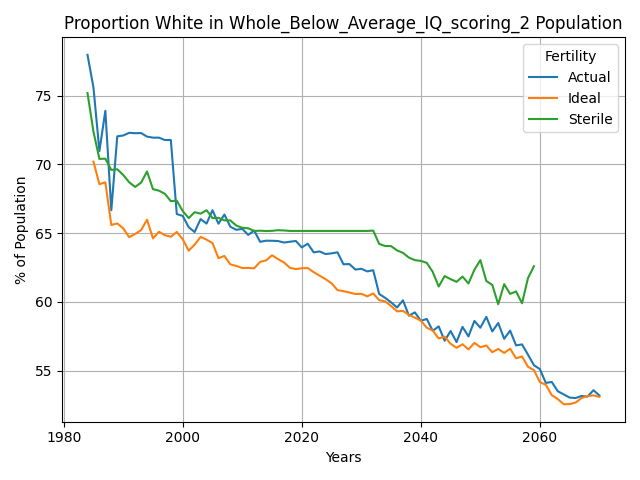 Proportion White in Whole_Below_Average_IQ_scoring_2 Population
Fertility
Actual
Ideal
Sterile
% of Population
75
70
65
60
55
1980
2000
2020
2040
2060
Years